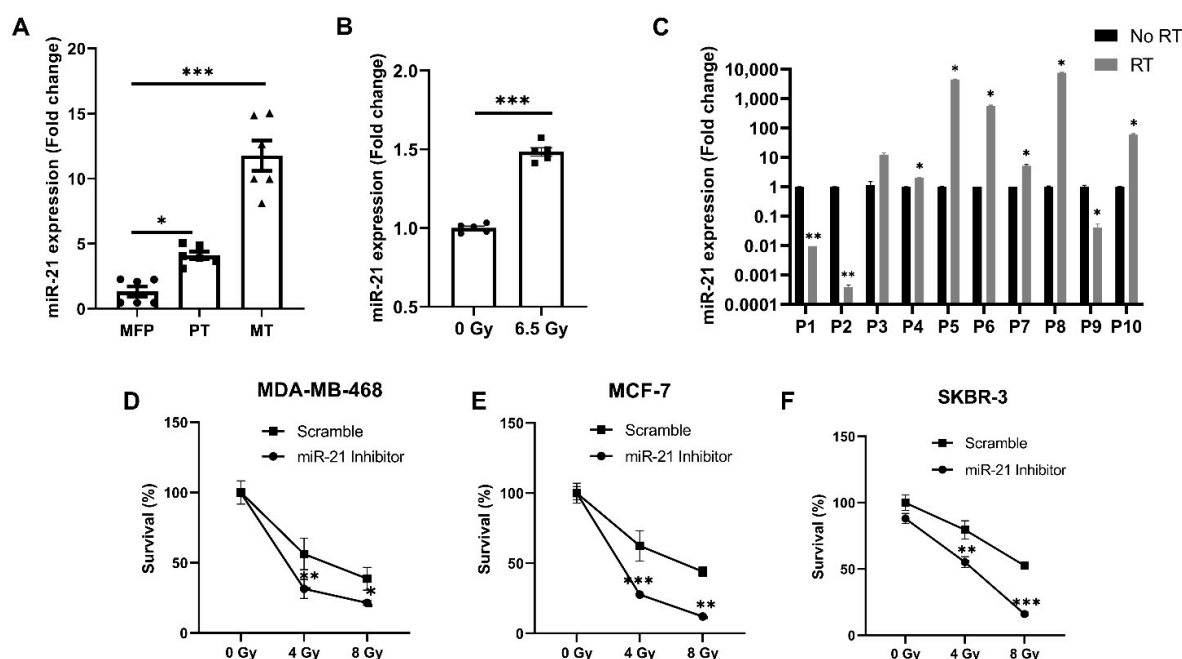 A
miR-21 expression (Fold change)
20
15
10
5
0
***
*
MFP PT MT
B
miR-21 expression (Fold change)
2.0
1.5
1.0
0.5
***
0 Gy 6.5 Gy
C
No RT
RT
miR-21 expression (Fold change)
10,000
1,000
100
10
1
0.1
0.01
0.001
0.0001
** ** * * * * * * *
P1 P2 P3 P4 P5 P6 P7 P8 P9 P10
D
MDA-MB-468
Scramble
miR-21 Inhibitor
Survival (%)
150
100
50
0
** *
0 Gy 4 Gy 8 Gy
E
MCF-7
Scramble
miR-21 Inhibitor
Survival (%)
150
100
50
0
*** **
0 Gy 4 Gy 8 Gy
F
SKBR-3
Scramble
miR-21 Inhibitor
Survival (%)
150
100
50
0
** ***
0 Gy 4 Gy 8 Gy